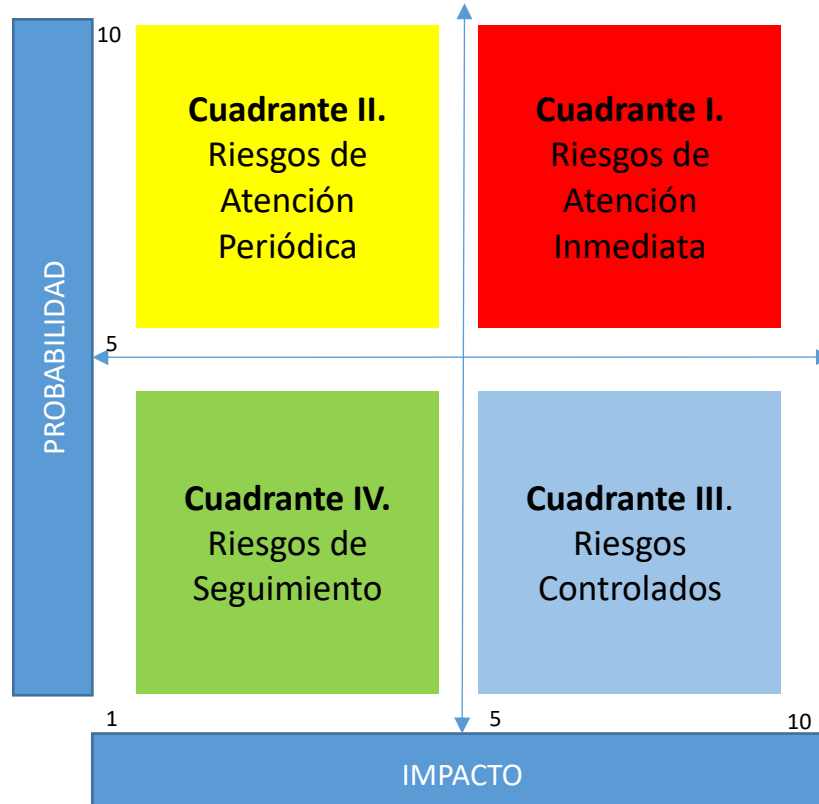 10
Cuadrante II.
Riesgos de
Atención
Periódica
Cuadrante I.
Riesgos de
Atención
Inmediata
PROBABILIDAD
5
Cuadrante IV.
Riesgos de
Seguimiento
Cuadrante III.
Riesgos
Controlados
1
5
10
IMPACTO